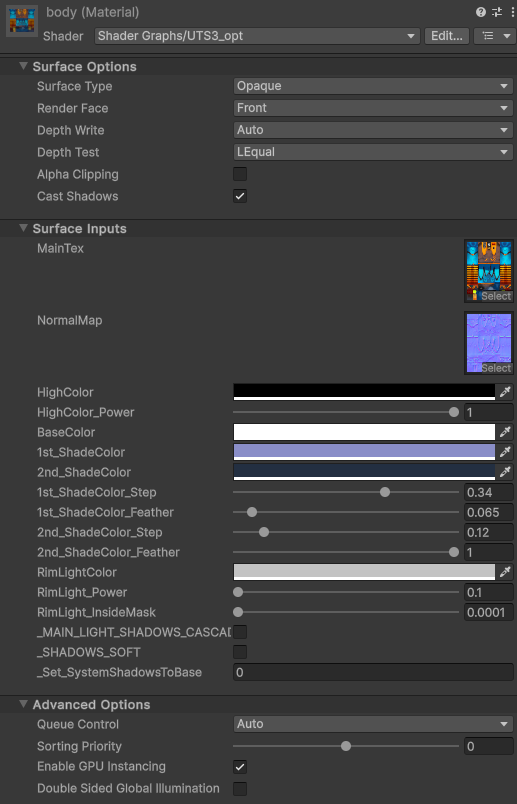 body (Material)
Shader Shader Graphs/UTS3_opt Edit...
Surface Options
Surface Type Opaque
Render Face Front
Depth Write Auto
Depth Test LEqual
Alpha Clipping
Cast Shadows
Surface Inputs
MainTex
Select
NormalMap
Select
HighColor
HighColor_Power 1
BaseColor
1st_ShadeColor
2nd_ShadeColor
1st_ShadeColor_Step 0.34
1st_ShadeColor_Feather 0.065
2nd_ShadeColor_Step 0.12
2nd_ShadeColor_Feather 1
RimLightColor
RimLight_Power 0.1
RimLight_InsideMask 0.0001
_MAIN_LIGHT_SHADOWS_CASCAD
_SHADOWS_SOFT
_Set_SystemShadowsToBase 0
Advanced Options
Queue Control Auto
Sorting Priority 0
Enable GPU Instancing
Double Sided Global Illumination